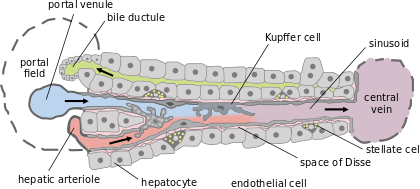 portal venule
bile ductule
Kupffer cell
sinusoid
portal
field
central
vein
stellate cell
space of Disse
hepatic arteriole
hepatocyte
endothelial cell